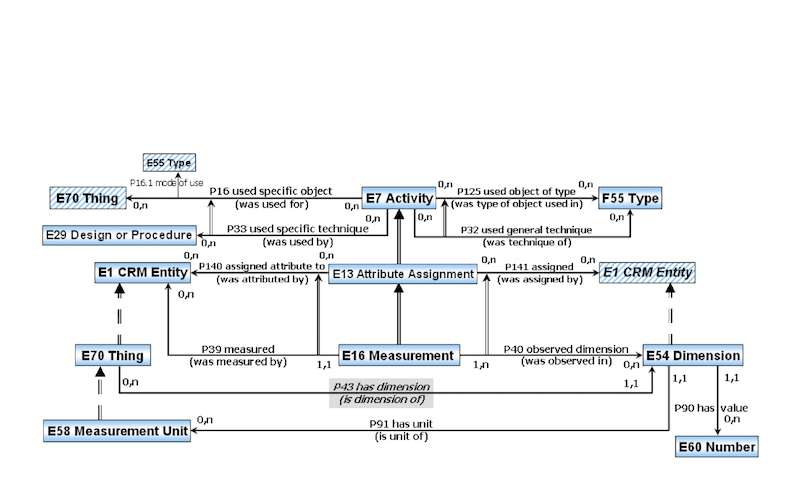 E55 Type
P16.1 mode of use
E70 Thing
0,n
P16 used specific object
(was used for)
0,n
E7 Activity
0,n
P125 used object of type
(was type of object used in)
0,n
F55 Type
E29 Design or Procedure
0,n
P33 used specific technique
(was used by)
0,n
0,n
P32 used general technique
(was technique of)
0,n
E1 CRM Entity
0,n
P140 assigned attribute to
(was attributed by)
0,n
E13 Attribute Assignment
0,n
P141 assigned
(was assigned by)
0,n
E1 CRM Entity
0,n
E70 Thing
P39 measured
(was measured by)
1,1
E16 Measurement
1,n
P40 observed dimension
(was observed in)
0,n
E54 Dimension
0,n
P43 has dimension
(is dimension of)
1,1
1,1
1,1
P90 has value
0,n
E58 Measurement Unit
0,n
P91 has unit
(is unit of)
E60 Number